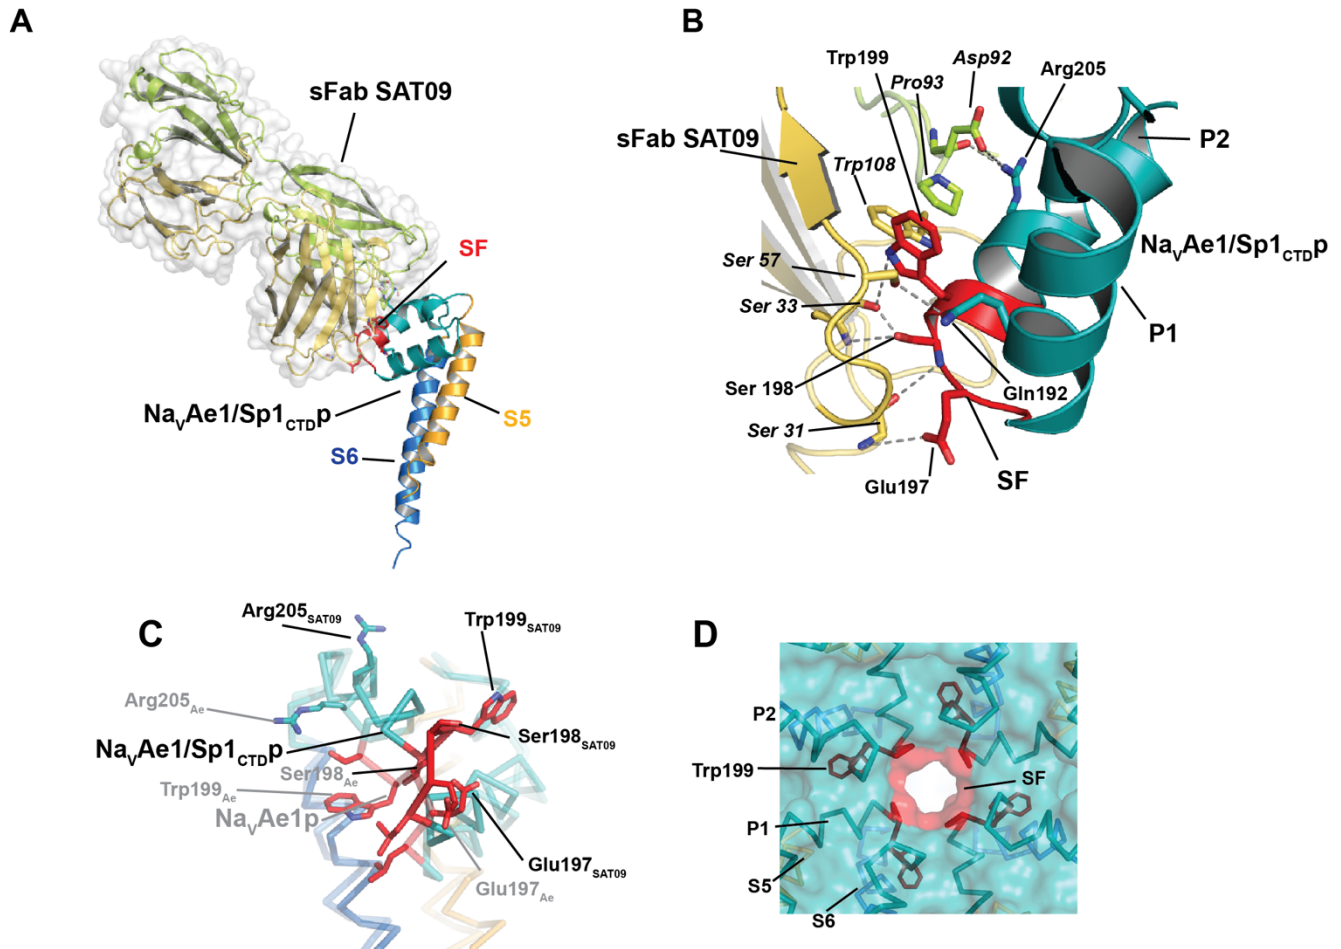 A
sFab SAT09
SF
NaVAe1/Sp1CTDp
S5
S6
B
Trp199
Asp92
Pro93
Arg205
P2
sFab SAT09
Trp108
NaVAe1/Sp1CTDp
Ser 57
Ser 33
P1
Ser 198
Gln192
Ser 31
SF
Glu197
C
Arg205SAT09
Trp199SAT09
Arg205Ae
NaVAe1/Sp1CTDp
Ser198SAT09
Ser198Ae
Trp199Ae
NaVAe1p
Glu197SAT09
Glu197Ae
D
P2
Trp199
SF
P1
S5
S6